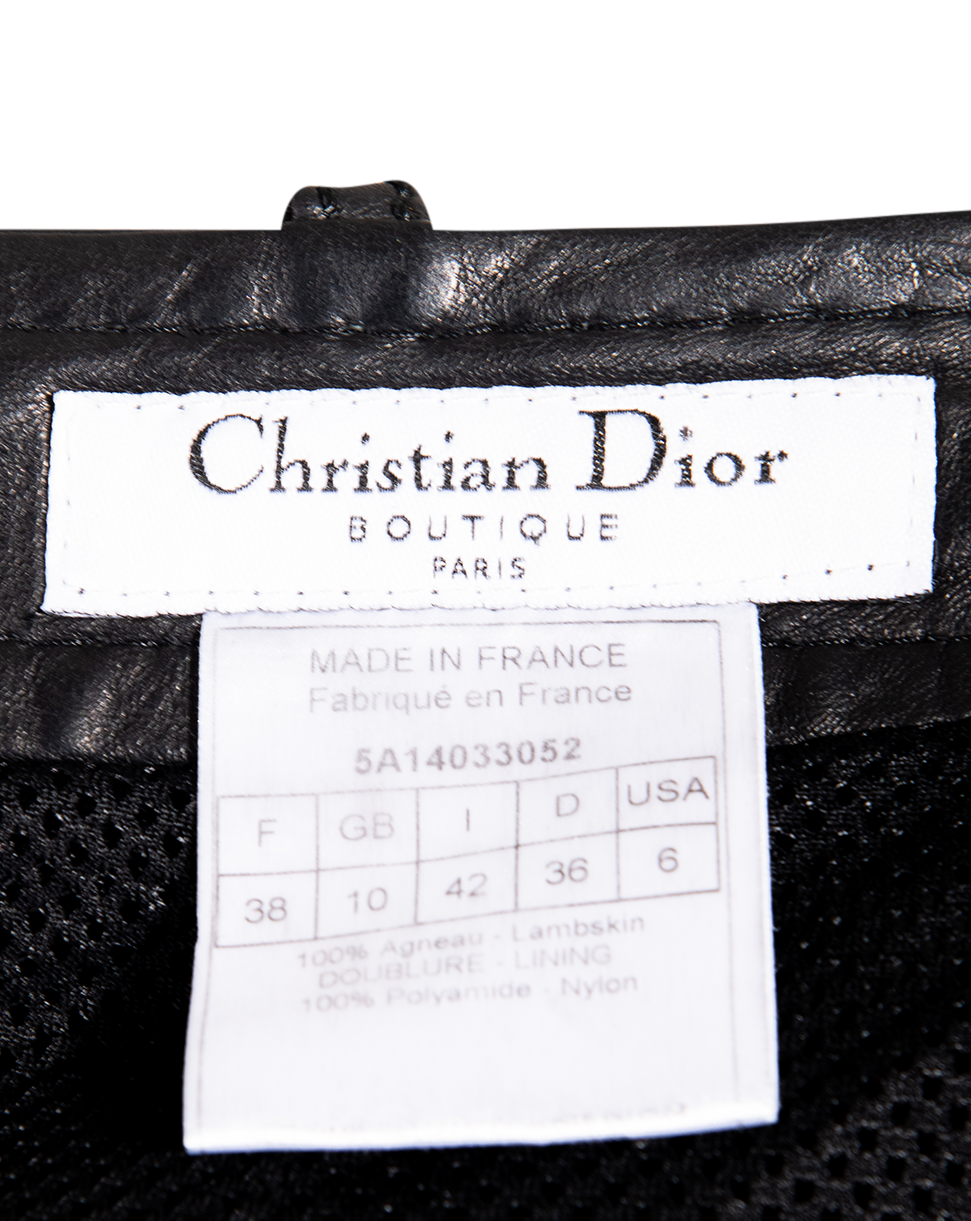 Christian Dior
BOUTIQUE
PARIS
MADE IN FRANCE
Fabriqué en France
5A14033052
F GB I D USA
38 10 42 36 6
100% Agneau - Lambskin
DOUBLURE - LINING
100% Polyamide - Nylon